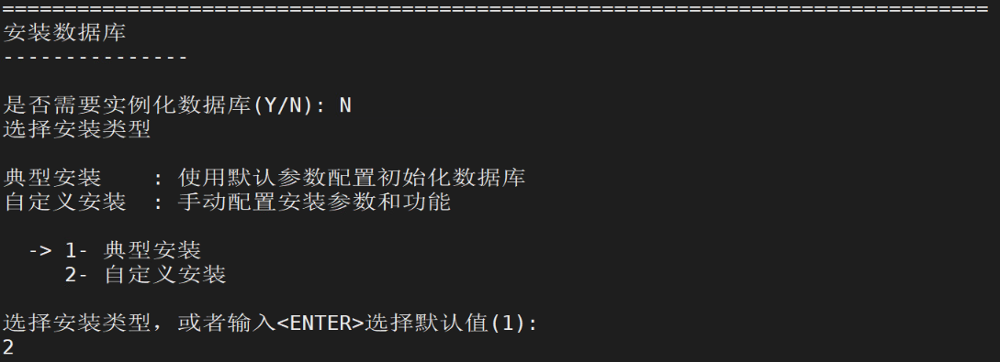 ================================================================================
安装数据库
---------------
是否需要实例化数据库(Y/N): N
选择安装类型
典型安装    : 使用默认参数配置初始化数据库
自定义安装  : 手动配置安装参数和功能
  -> 1- 典型安装
     2- 自定义安装
选择安装类型，或者输入<ENTER>选择默认值(1):
2